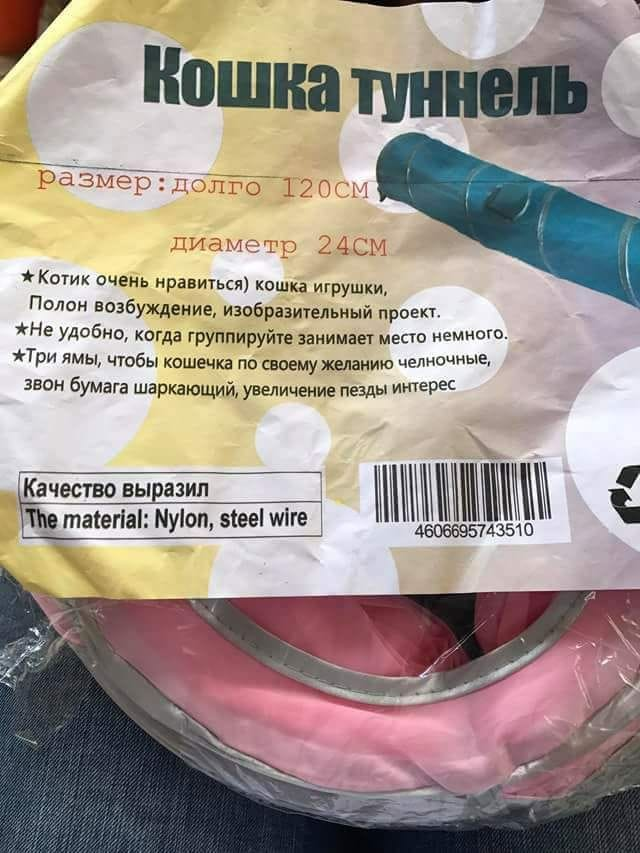 Кошка туннель
размер:долго 120СМ
диаметр 24СМ
★Котик очень нравиться) кошка игрушки,
Полон возбуждение, изобразительный проект.
★Не удобно, когда группируйте занимает место немного.
★Три ямы, чтобы кошечка по своему желанию челночные,
звон бумага шаркающий, увеличение пезды интерес
Качество выразил
The material: Nylon, steel wire
4606695743510